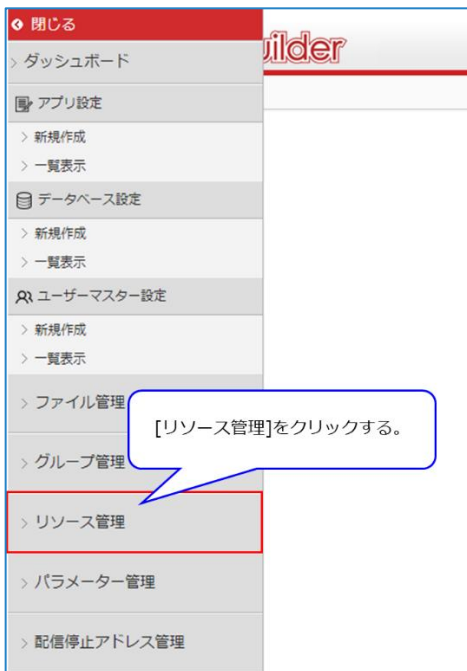 閉じる
uilder
ダッシュボード
アプリ設定
新規作成
一覧表示
データベース設定
新規作成
一覧表示
ユーザーマスター設定
新規作成
一覧表示
ファイル管理
[リソース管理]をクリックする。
グループ管理
リソース管理
パラメーター管理
配信停止アドレス管理